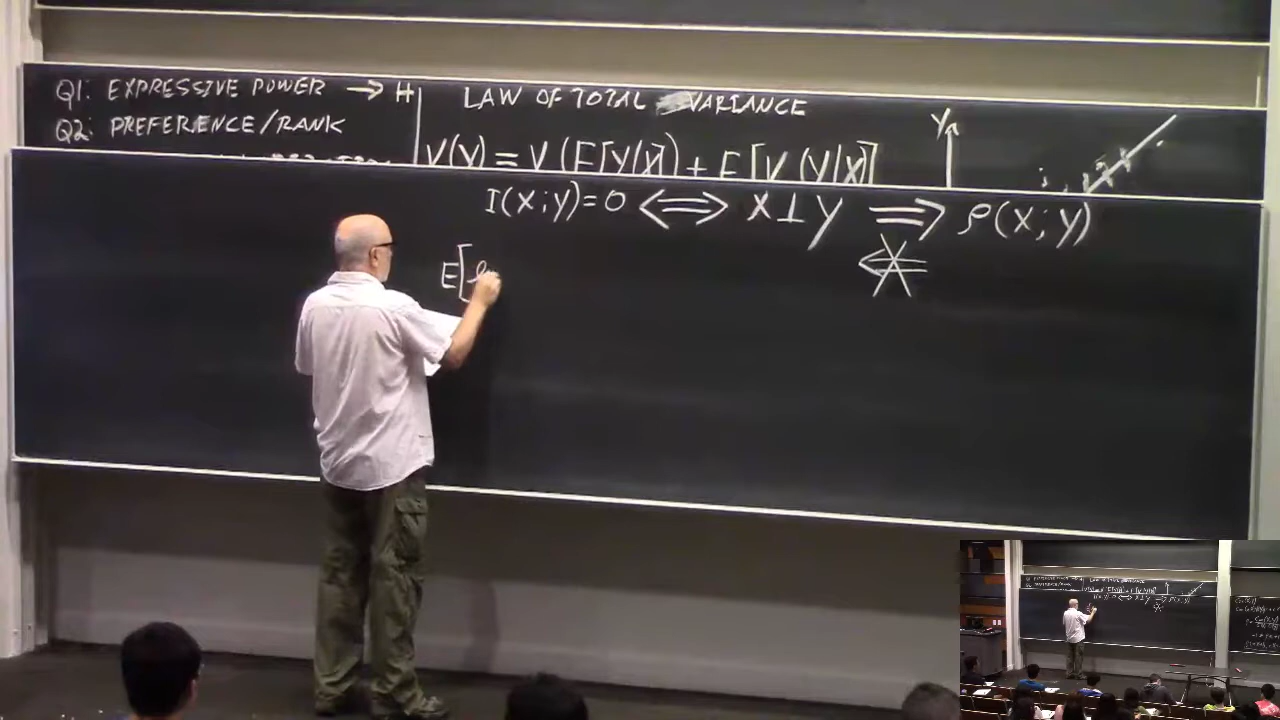 Q1: EXPRESSIVE POWER → H
Q2: PREFERENCE/RANK
LAW OF TOTAL VARIANCE
V(Y) = V(E[Y|X]) + E[V(Y|X]
Y
I(X;Y)=0 ⟺ X⊥Y ⟹ ρ(X;Y)
E[